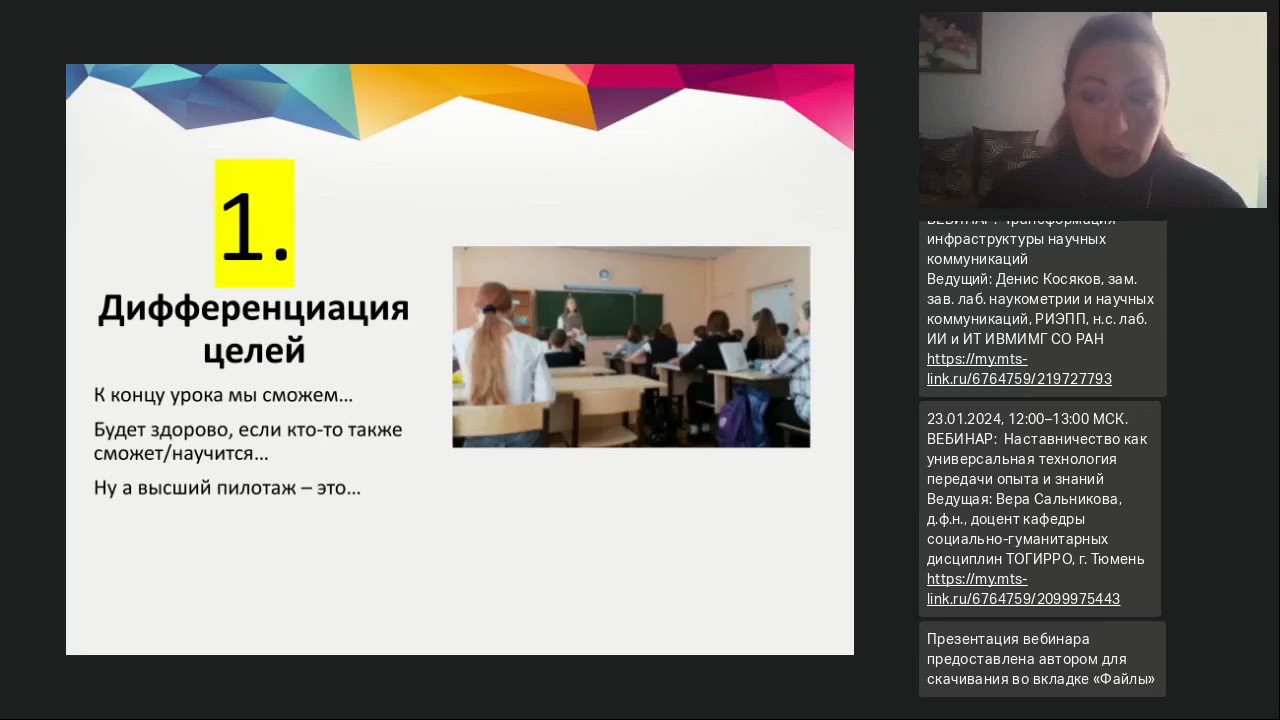 1.
Дифференциация
целей
К концу урока мы сможем...
Будет здорово, если кто-то также
сможет/научится...
Ну а высший пилотаж – это...
ВЕБИНАР: Трансформация
инфраструктуры научных
коммуникаций
Ведущий: Денис Косяков, зам.
зав. лаб. наукометрии и научных
коммуникаций, РИЭПП, н.с. лаб.
ИИ и ИТ ИВМИМГ СО РАН
https://my.mts-
link.ru/6764759/219727793
23.01.2024, 12:00–13:00 МСК.
ВЕБИНАР: Наставничество как
универсальная технология
передачи опыта и знаний
Ведущая: Вера Сальникова,
д.ф.н., доцент кафедры
социально-гуманитарных
дисциплин ТОГИРРО, г. Тюмень
https://my.mts-
link.ru/6764759/2099975443
Презентация вебинара
предоставлена автором для
скачивания во вкладке «Файлы»